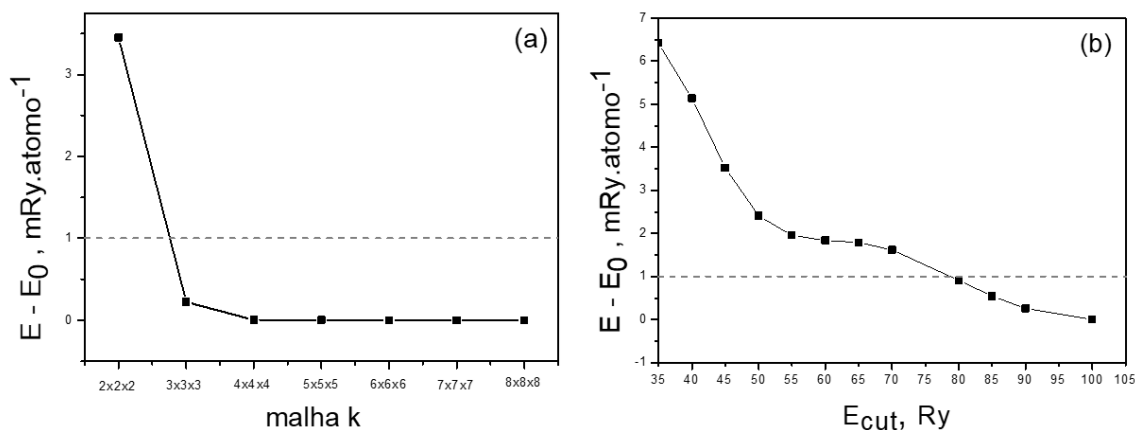 (a)
E - E0 , mRy.atomo-1
3
2
1
0
2x2x2 3x3x3 4x4x4 5x5x5 6x6x6 7x7x7 8x8x8
malha k
(b)
E - E0 , mRy.atomo-1
7
6
5
4
3
2
1
0
-1
35 40 45 50 55 60 65 70 75 80 85 90 95 100 105
Ecut, Ry